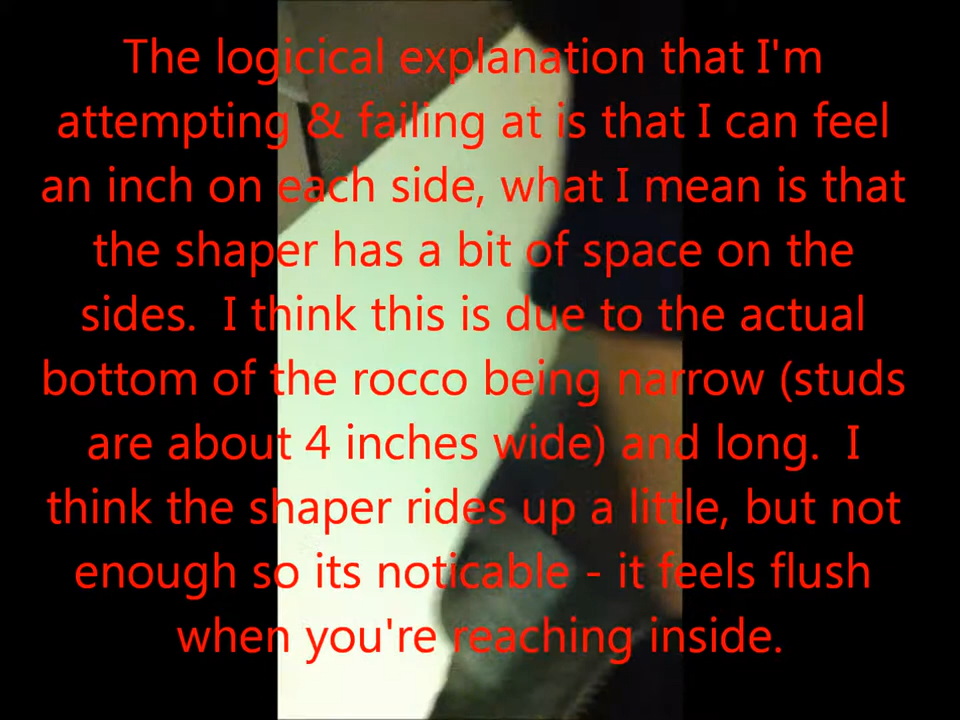 The logicical explanation that I'm
attempting & failing at is that I can feel
an inch on each side, what I mean is that
the shaper has a bit of space on the
sides.  I think this is due to the actual
bottom of the rocco being narrow (studs
are about 4 inches wide) and long.  I
think the shaper rides up a little, but not
enough so its noticable - it feels flush
when you're reaching inside.